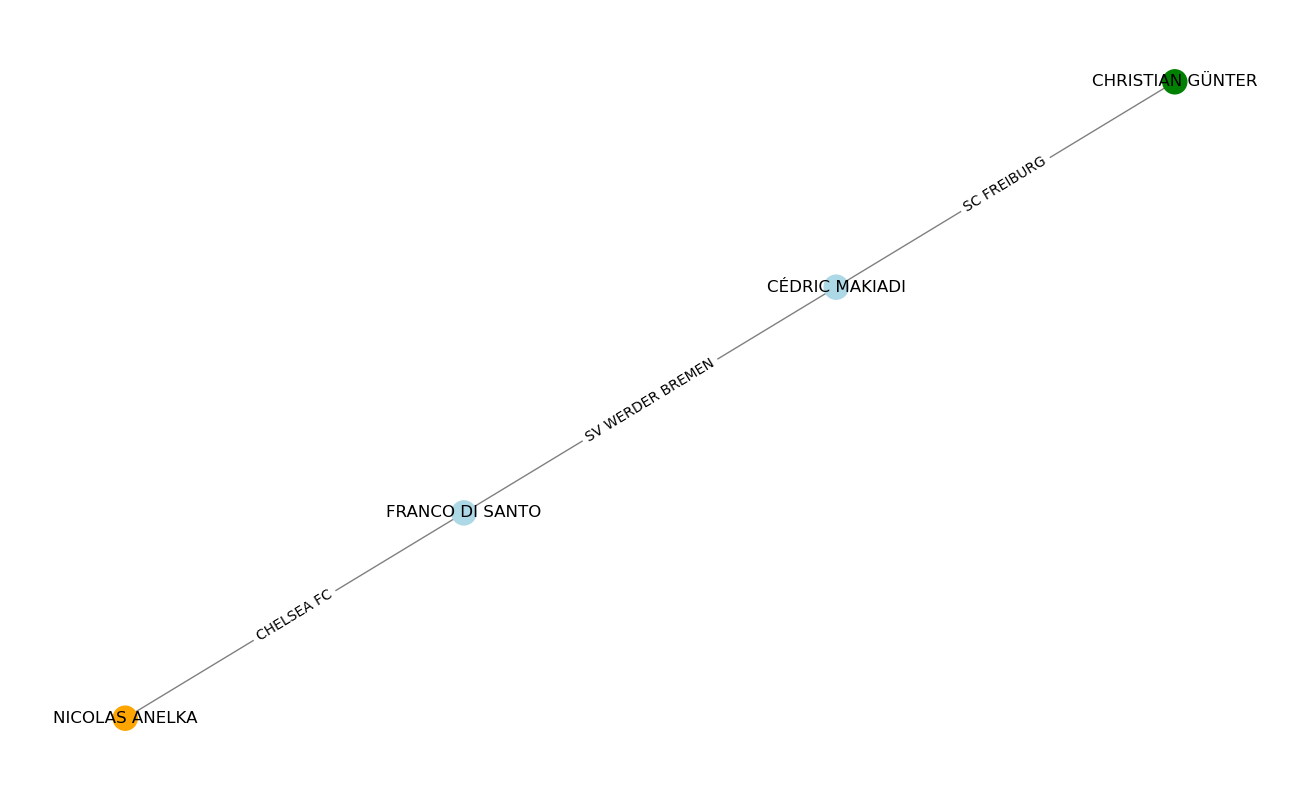 CHRISTIAN GÜNTER
SC FREIBURG
CÉDRIC MAKIADI
SV WERDER BREMEN
FRANCO DI SANTO
CHELSEA FC
NICOLAS ANELKA